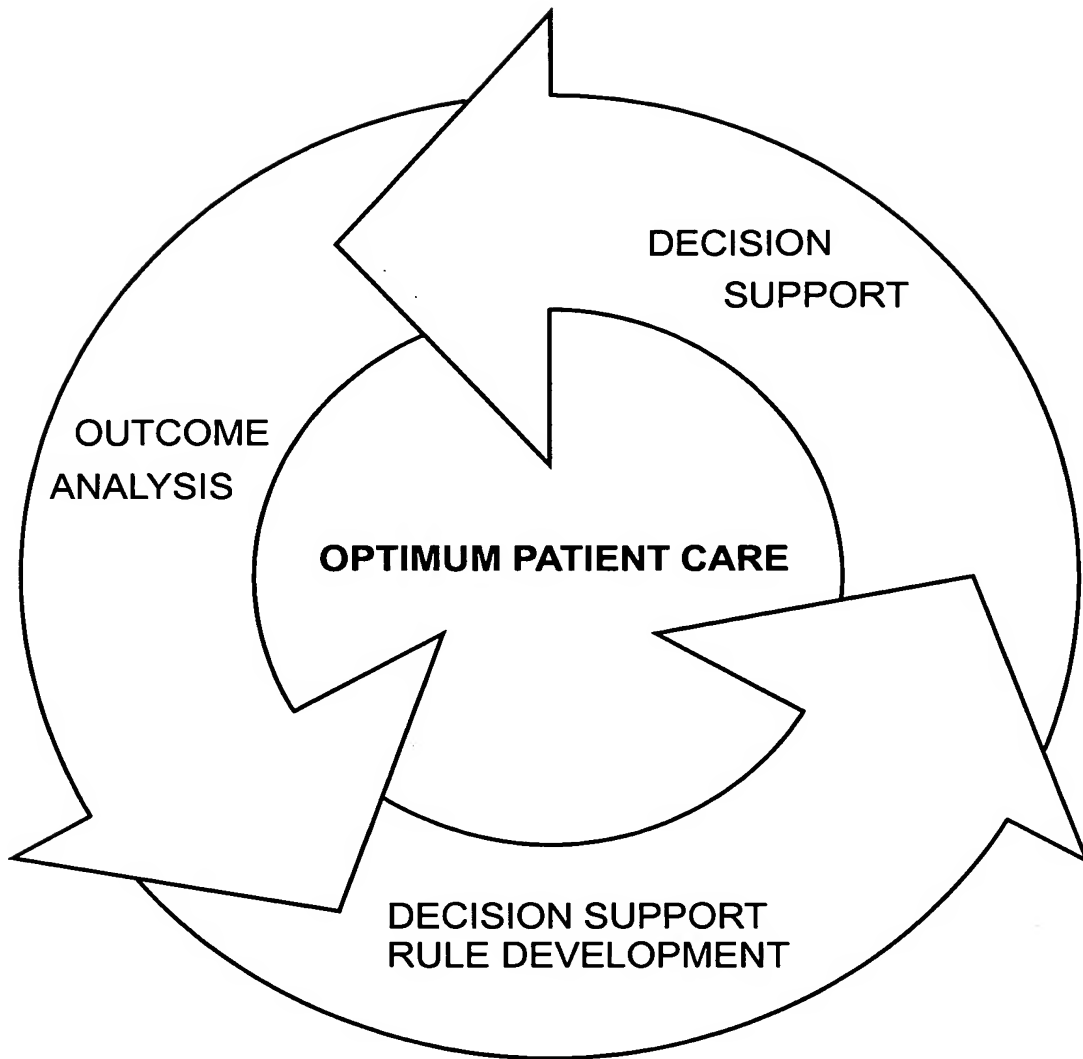 DECISION
SUPPORT
OUTCOME
ANALYSIS
OPTIMUM PATIENT CARE
DECISION SUPPORT
RULE DEVELOPMENT